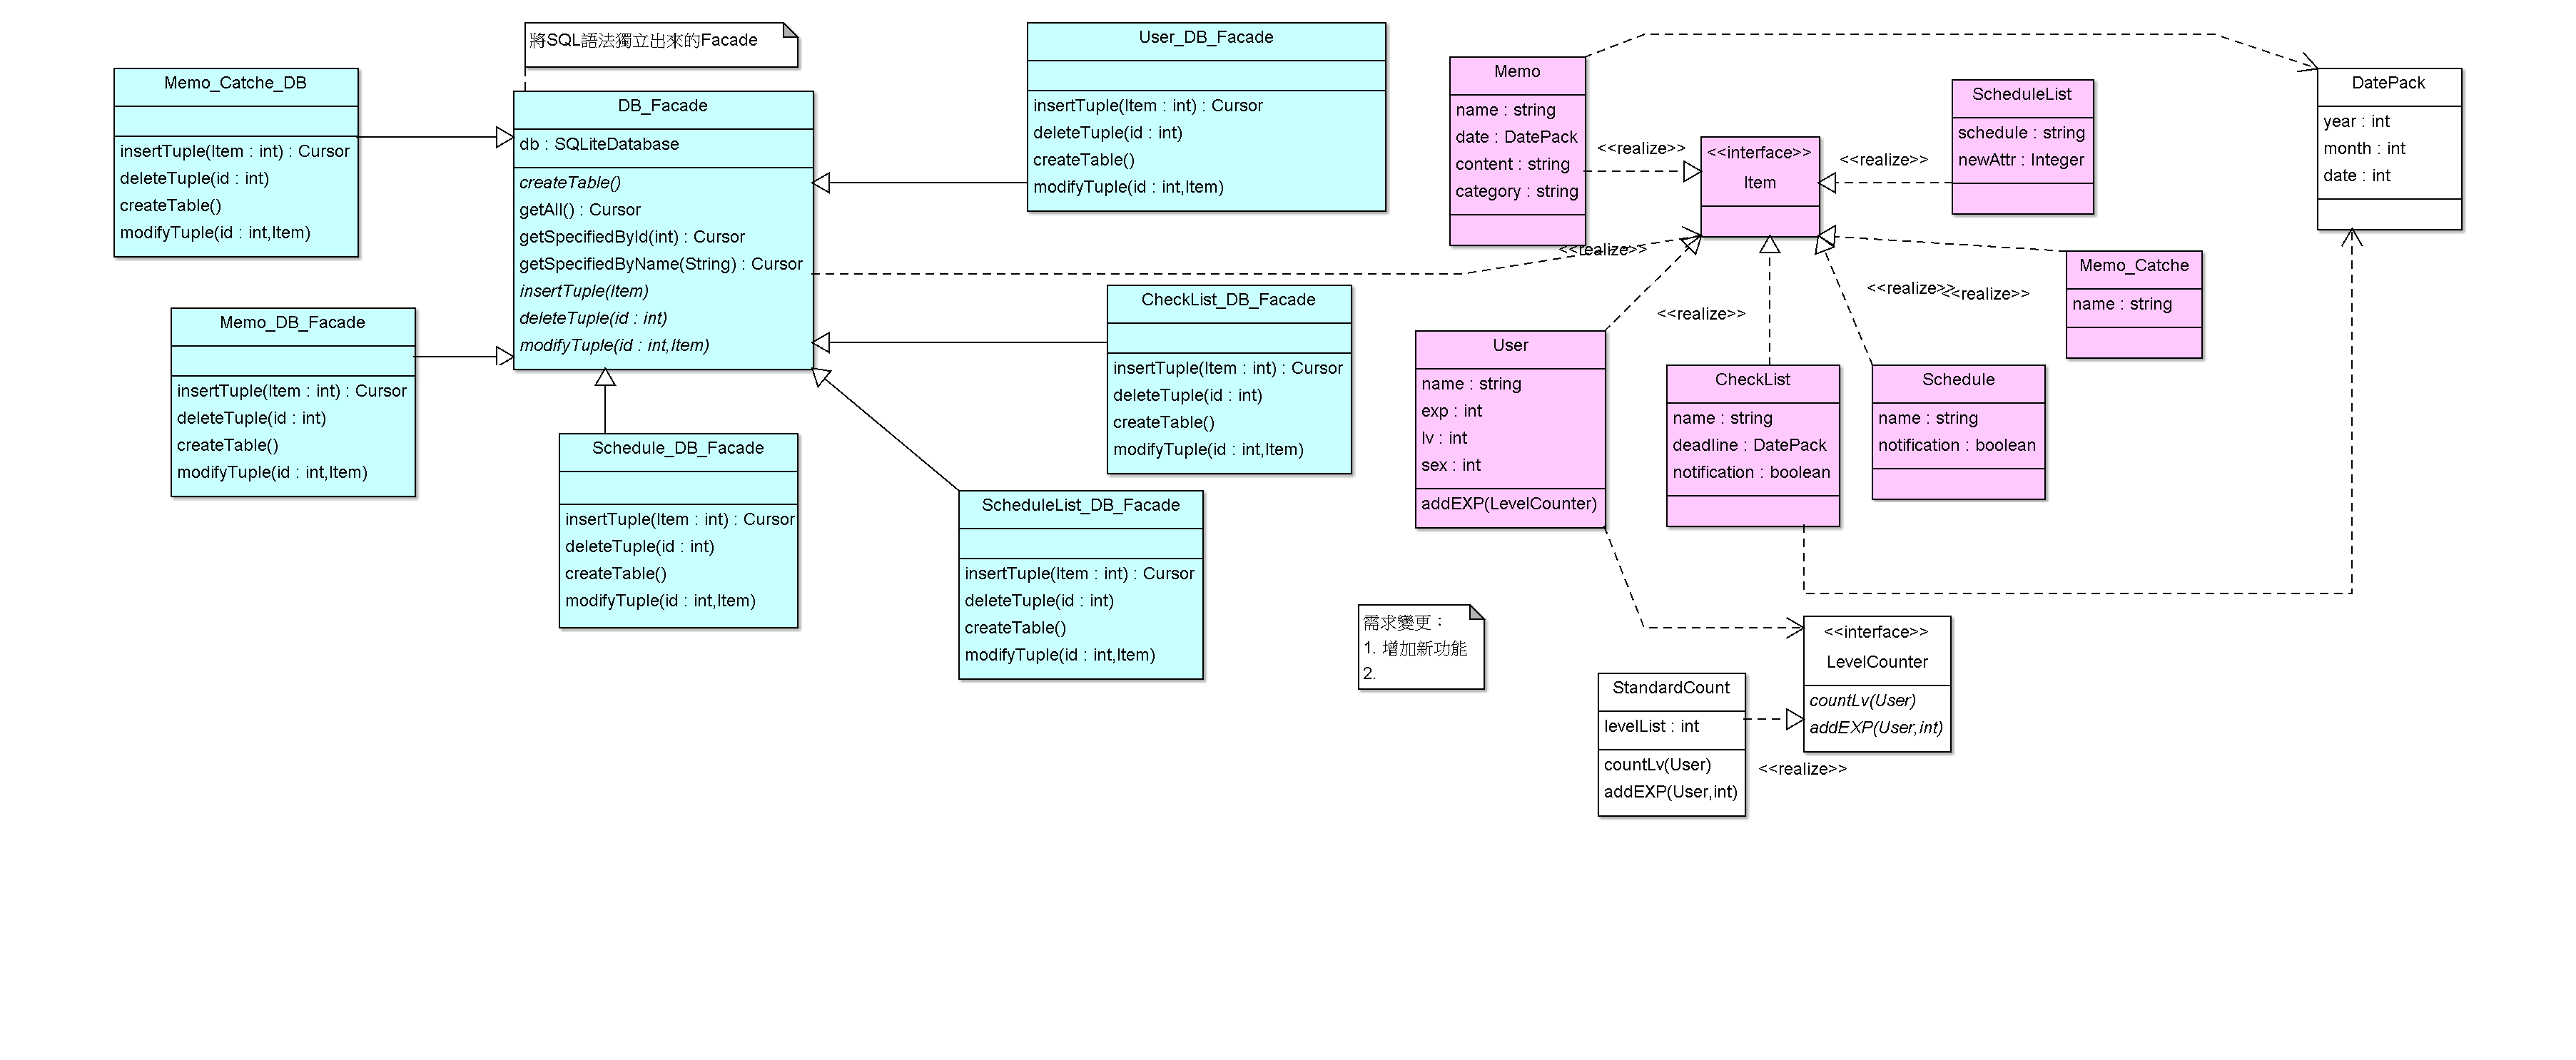 將SQL語法獨立出來的Facade
Memo_Catche_DB
insertTuple(Item : int) : Cursor
deleteTuple(id : int)
createTable()
modifyTuple(id : int,Item)
DB_Facade
db : SQLiteDatabase
createTable()
getAll() : Cursor
getSpecifiedById(int) : Cursor
getSpecifiedByName(String) : Cursor
insertTuple(Item)
deleteTuple(id : int)
modifyTuple(id : int,Item)
User_DB_Facade
insertTuple(Item : int) : Cursor
deleteTuple(id : int)
createTable()
modifyTuple(id : int,Item)
Memo_DB_Facade
insertTuple(Item : int) : Cursor
deleteTuple(id : int)
createTable()
modifyTuple(id : int,Item)
Schedule_DB_Facade
insertTuple(Item : int) : Cursor
deleteTuple(id : int)
createTable()
modifyTuple(id : int,Item)
CheckList_DB_Facade
insertTuple(Item : int) : Cursor
deleteTuple(id : int)
createTable()
modifyTuple(id : int,Item)
ScheduleList_DB_Facade
insertTuple(Item : int) : Cursor
deleteTuple(id : int)
createTable()
modifyTuple(id : int,Item)
Memo
name : string
date : DatePack
content : string
category : string
<<realize>>
<<interface>>
Item
<<realize>>
ScheduleList
schedule : string
newAttr : Integer
DatePack
year : int
month : int
date : int
<<realize>>
<<realize>>
<<realize>>
<<realize>>
Memo_Catche
name : string
User
name : string
exp : int
lv : int
sex : int
addEXP(LevelCounter)
CheckList
name : string
deadline : DatePack
notification : boolean
Schedule
name : string
notification : boolean
需求變更：
1. 增加新功能
2.
<<interface>>
LevelCounter
countLv(User)
addEXP(User,int)
StandardCount
levelList : int
countLv(User)
addEXP(User,int)
<<realize>>